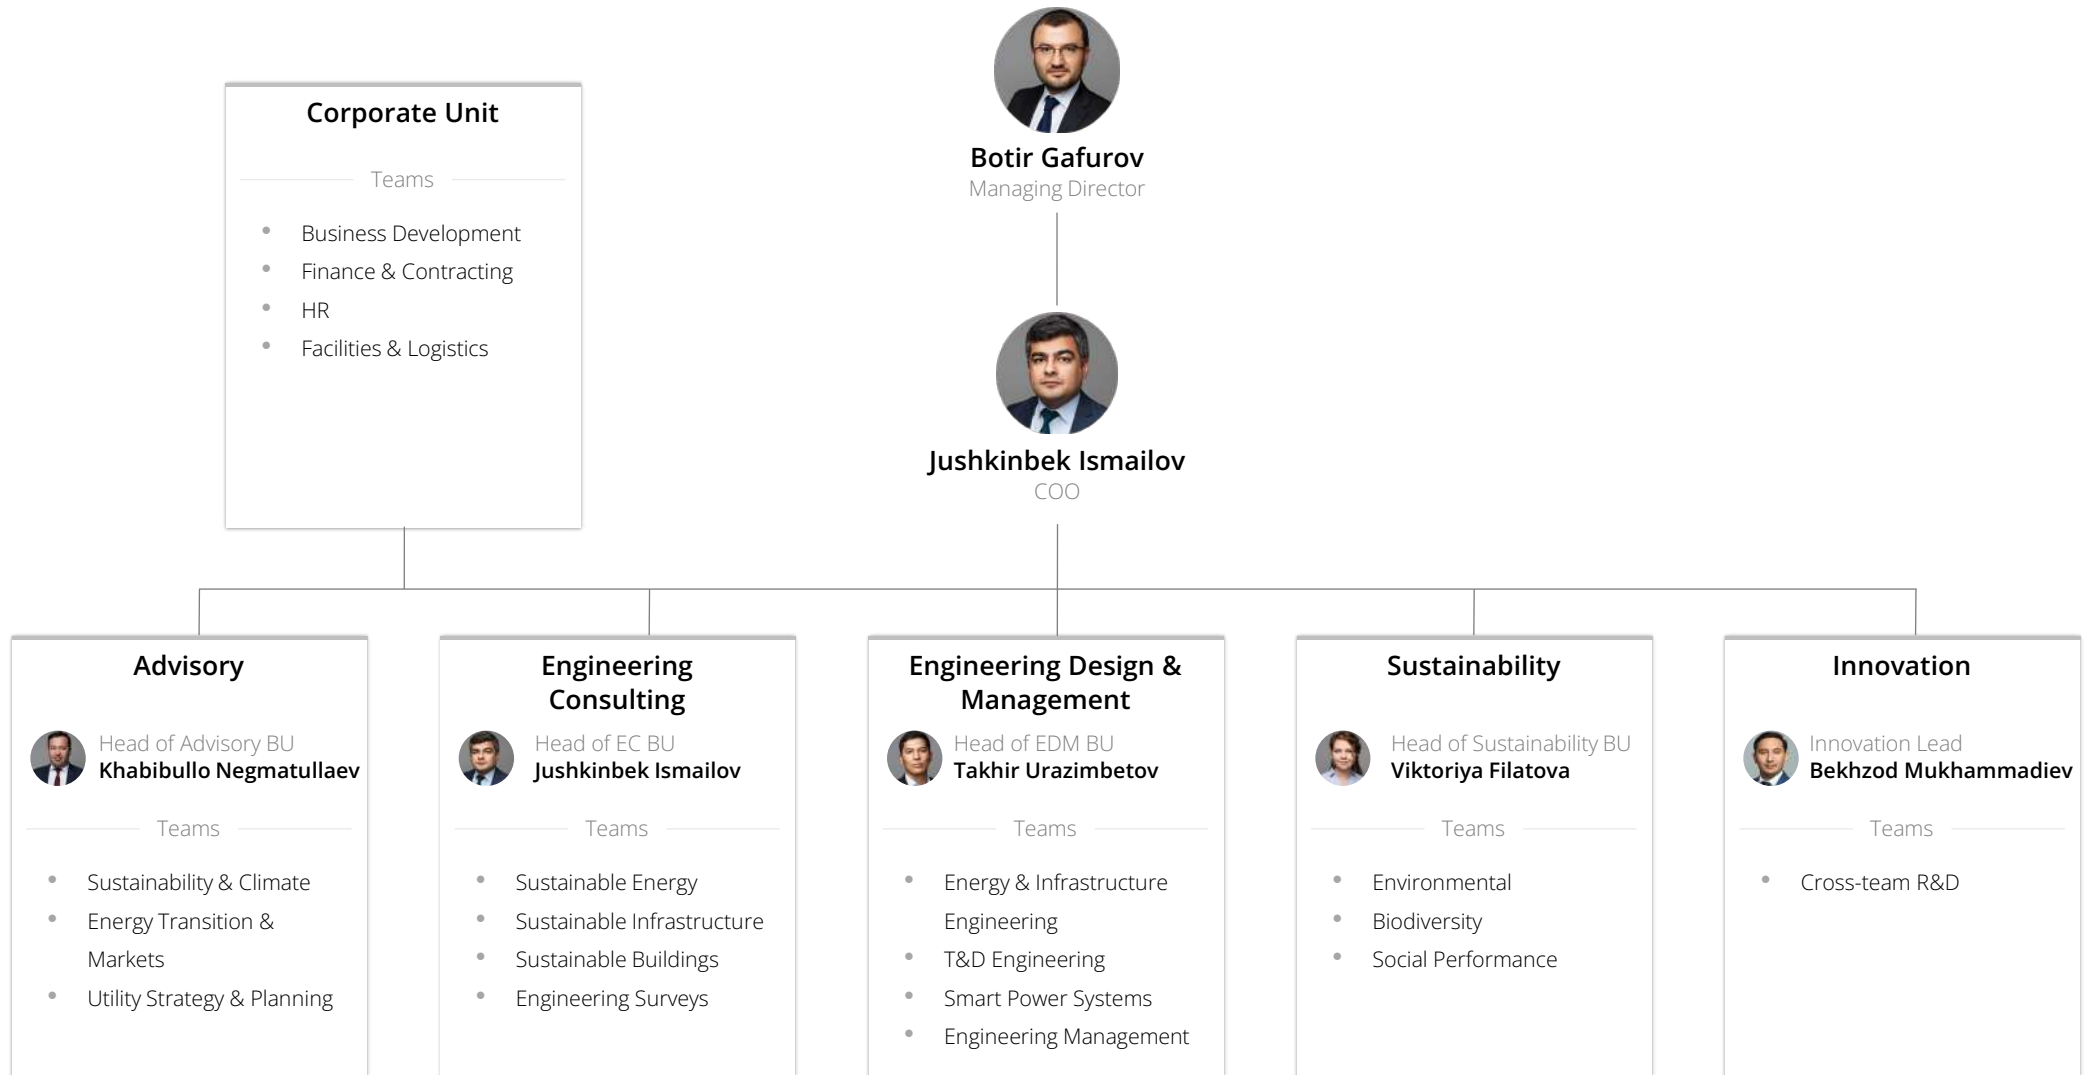 Botir Gafurov
Managing Director
Corporate Unit
Teams
Business Development
Finance & Contracting
HR
Facilities & Logistics
Jushkinbek Ismailov
COO
Advisory
Head of Advisory BU
Khabibullo Negmatullaev
Teams
Sustainability & Climate
Energy Transition &
Markets
Utility Strategy & Planning
Engineering
Consulting
Head of EC BU
Jushkinbek Ismailov
Teams
Sustainable Energy
Sustainable Infrastructure
Sustainable Buildings
Engineering Surveys
Engineering Design &
Management
Head of EDM BU
Takhir Urazimbetov
Teams
Energy & Infrastructure
Engineering
T&D Engineering
Smart Power Systems
Engineering Management
Sustainability
Head of Sustainability BU
Viktoriya Filatova
Teams
Environmental
Biodiversity
Social Performance
Innovation
Innovation Lead
Bekhzod Mukhammadiev
Teams
Cross-team R&D